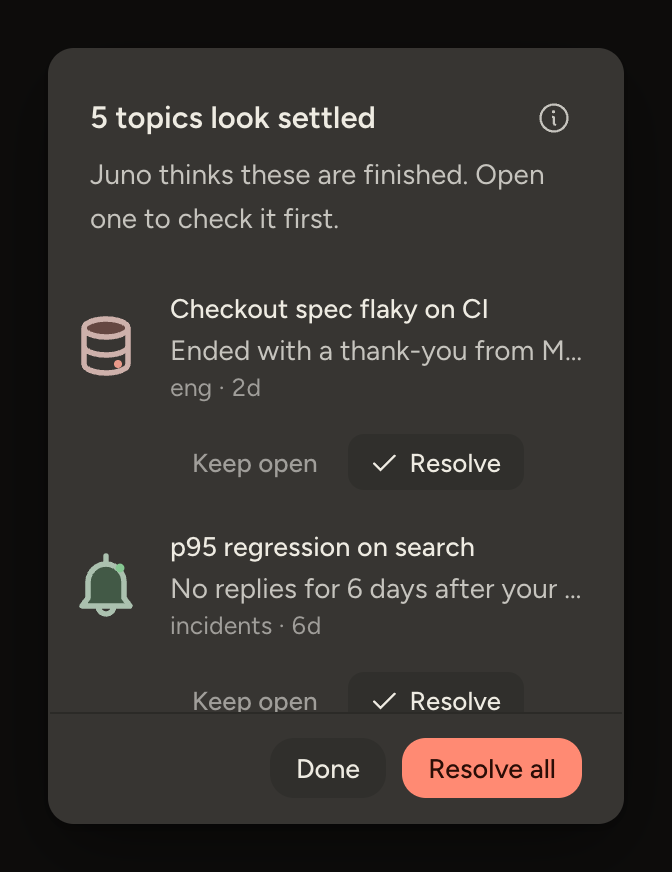 5 topics look settled
Juno thinks these are finished. Open
one to check it first.
Checkout spec flaky on CI
Ended with a thank-you from M...
eng · 2d
Keep open
Resolve
p95 regression on search
No replies for 6 days after your ...
incidents · 6d
Keep open
Resolve
Done
Resolve all